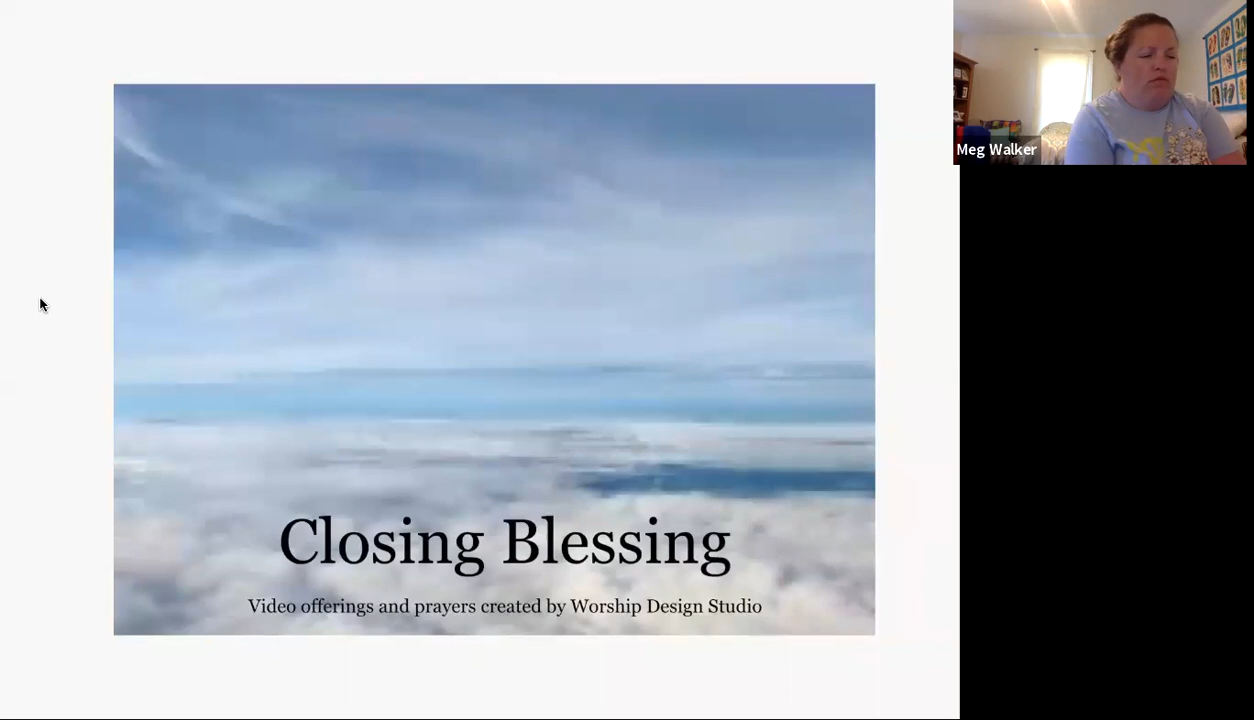 Meg Walker
Closing Blessing
Video offerings and prayers created by Worship Design Studio